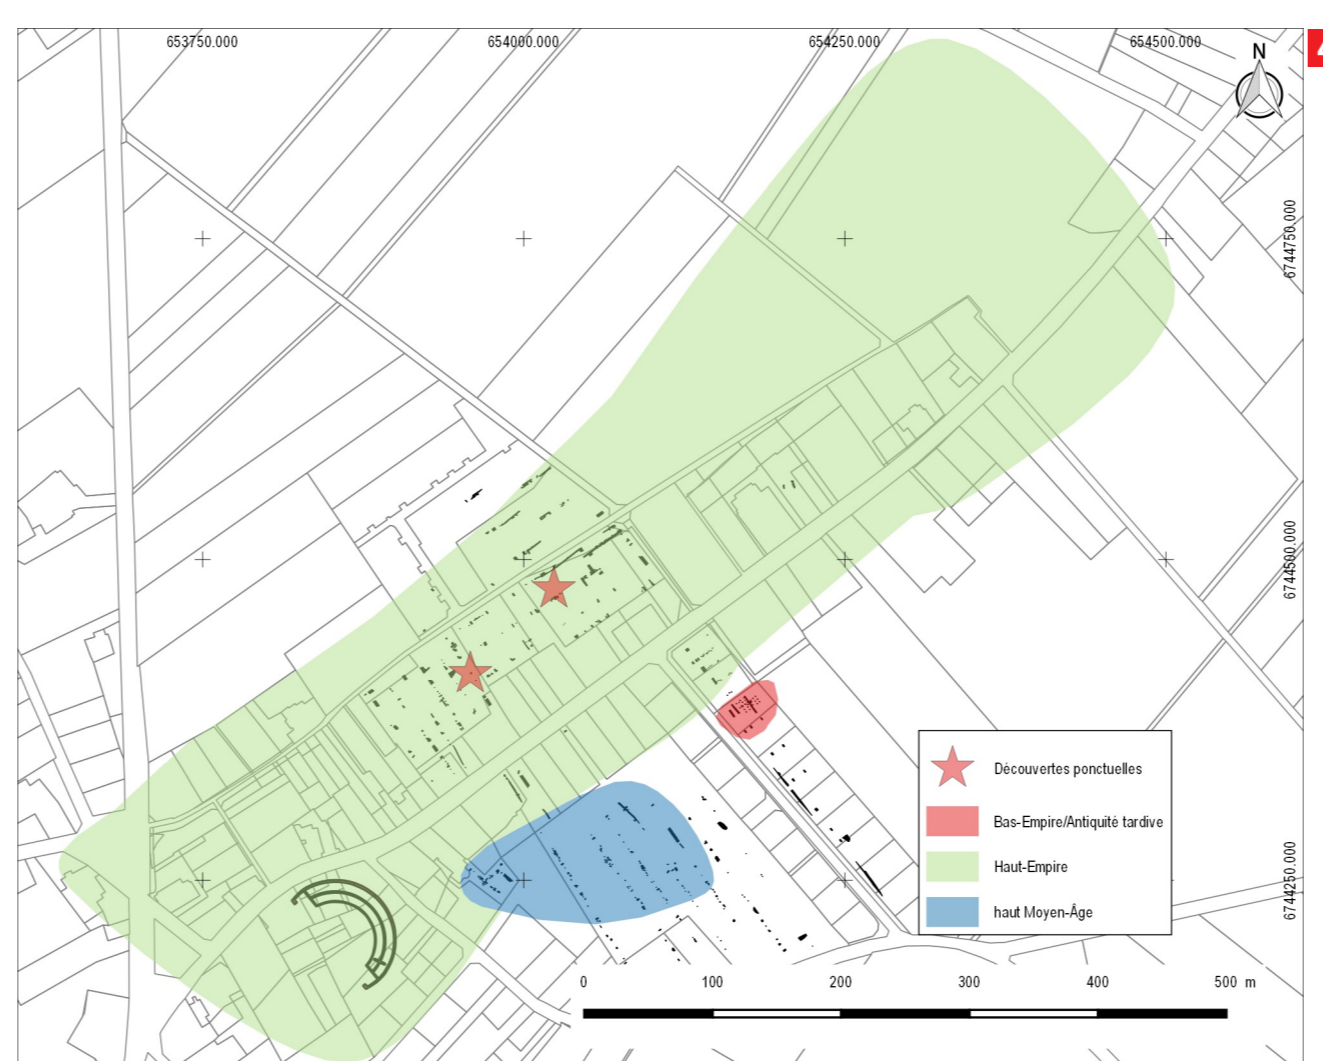 653750.000 654000.000 654250.000 654500.000
N
6744750.000
6744500.000
6744250.000
Découvertes ponctuelles
Bas-Empire/Antiquité tardive
Haut-Empire
haut Moyen-Âge
0 100 200 300 400 500 m